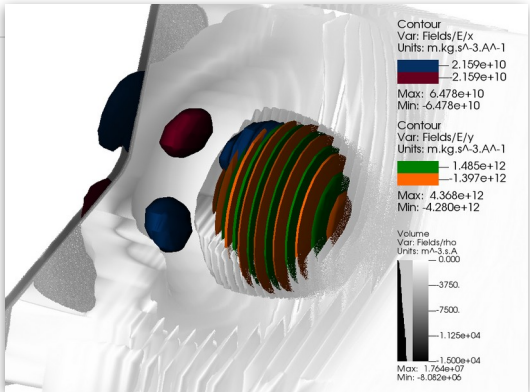 Contour
Var: Fields/E/x
Units: m.kg.s^-3.A^-1
2.159e+10
-2.159e+10
Max: 6.478e+10
Min: -6.478e+10
Contour
Var: Fields/E/y
Units: m.kg.s^-3.A^-1
1.485e+12
-1.397e+12
Max: 4.368e+12
Min: -4.280e+12
Volume
Var: Fields/rho
Units: m^-3.s.A
0.000
-3750.
-7500.
-1.125e+04
-1.500e+04
Max: 1.764e+07
Min: -8.082e+06